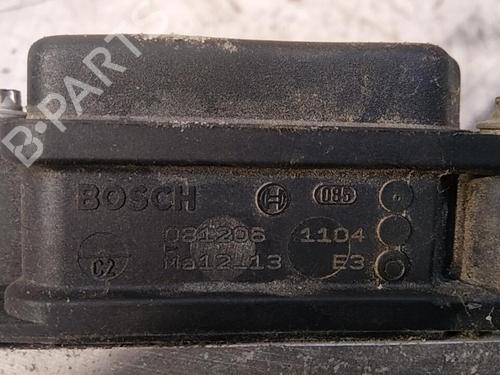 B-PARTS
BOSCH 085
081206 1104
F
C2 Ma12 13 E3